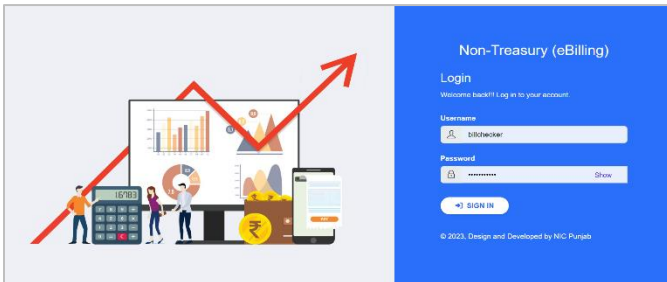 Non-Treasury (eBilling)
Login
Welcome back!!! Log in to your account.
Username
billchecker
Password
•••••••••••
Show
SIGN IN
© 2023, Design and Developed by NIC Punjab
16783